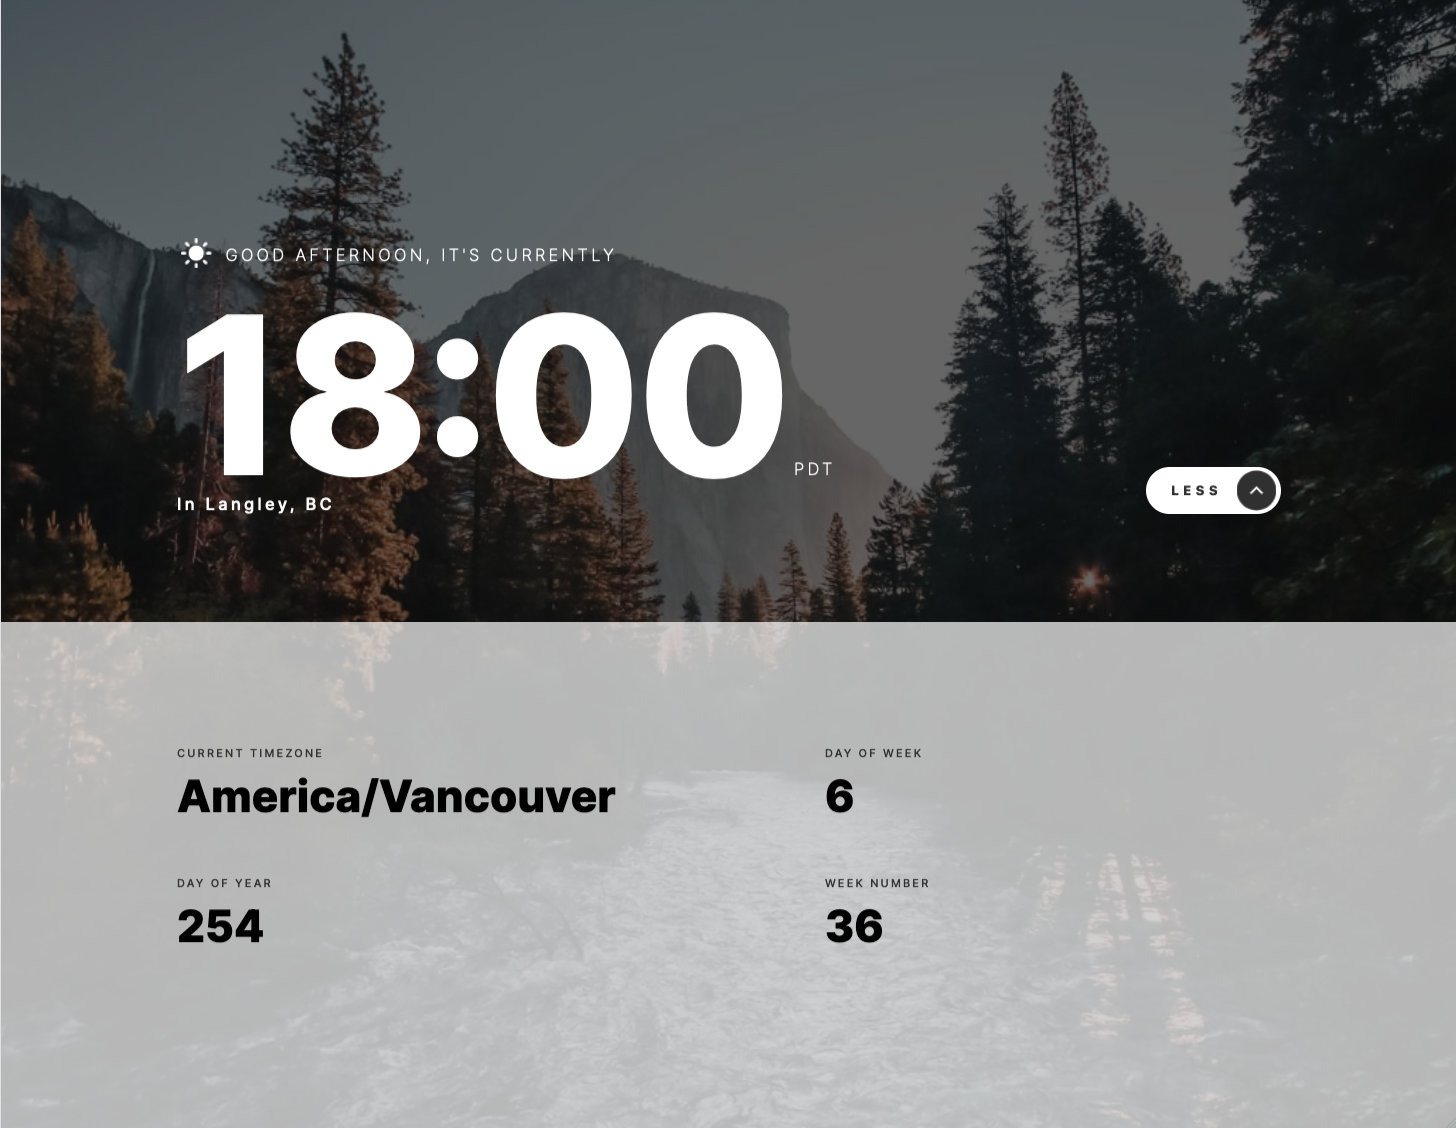 GOOD AFTERNOON, IT'S CURRENTLY
18:00 PDT
In Langley, BC
LESS
CURRENT TIMEZONE
America/Vancouver
DAY OF WEEK
6
DAY OF YEAR
254
WEEK NUMBER
36